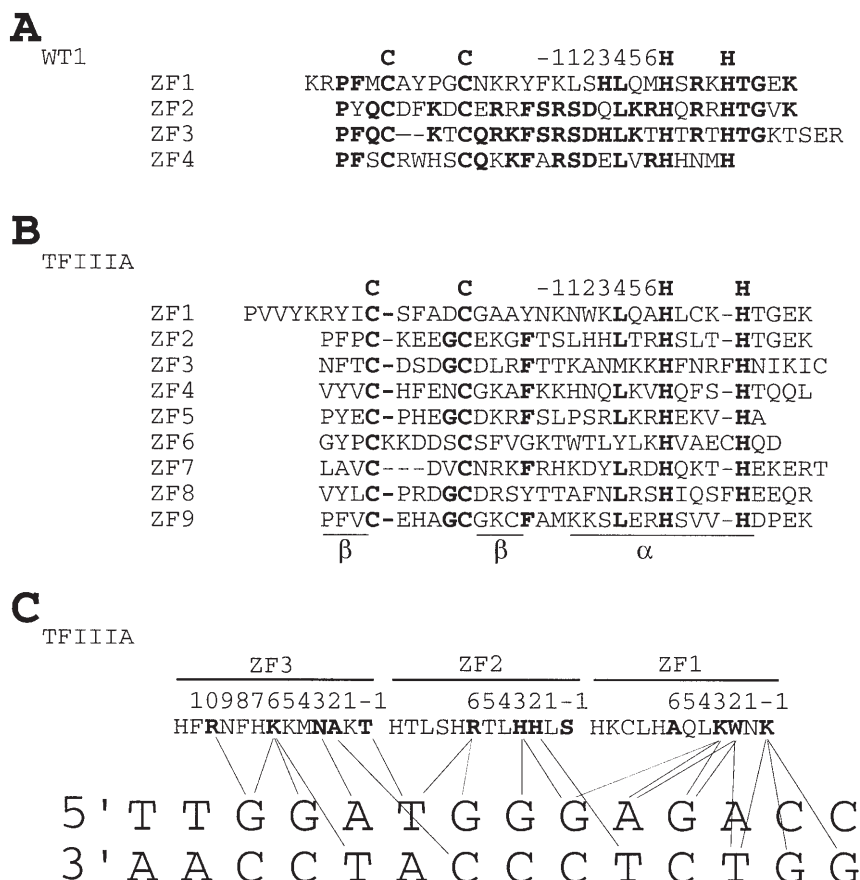 A
WT1
C C -1123456H H
ZF1 KRPFMCAYPGCNKRYFKLSHLQMHSRKHTGEK
ZF2 PYQCDFKDCERRFSRSDQLKRHQRRHTGVK
ZF3 PFQC--KTCQRKFSRSDHLKTHTRTHTGKTSER
ZF4 PFSCRWHSCQKKFARSDELVRHHNMH
B
TFIIIA
C C -1123456H H
ZF1 PVVYKRYIC-SFADCGAAYNKNWKLQAHLCK-HTGEK
ZF2 PFPC-KEEGCEKGFTSLHHLTRHSLT-HTGEK
ZF3 NFTC-DSDGCDLRFTTKANMKKHFNRFHNIKIC
ZF4 VYVC-HFENCGKAFKKHNQLKVHQFS-HTQQL
ZF5 PYEC-PHEGCDKRFSLPSRLKRHEKV-HA
ZF6 GYPCKKDDSCSFVGKTWTLYLKHVAECHQD
ZF7 LAVC---DVCNRKFRHKDYLRDHQKT-HEKERT
ZF8 VYLC-PRDGCDRSYTTAFNLRSHIQSFHEEQR
ZF9 PFVC-EHAGCGKCFAMKKSLERHSVV-HDPEK
β β α
C
TFIIIA
ZF3 ZF2 ZF1
10987654321-1 654321-1 654321-1
HFRNFHKKMNAKT HTLSHRTLHHLS HKCLHAQLKWNK
5'TTGGATGGGAGACC
3'AACCTACCCTCTGG